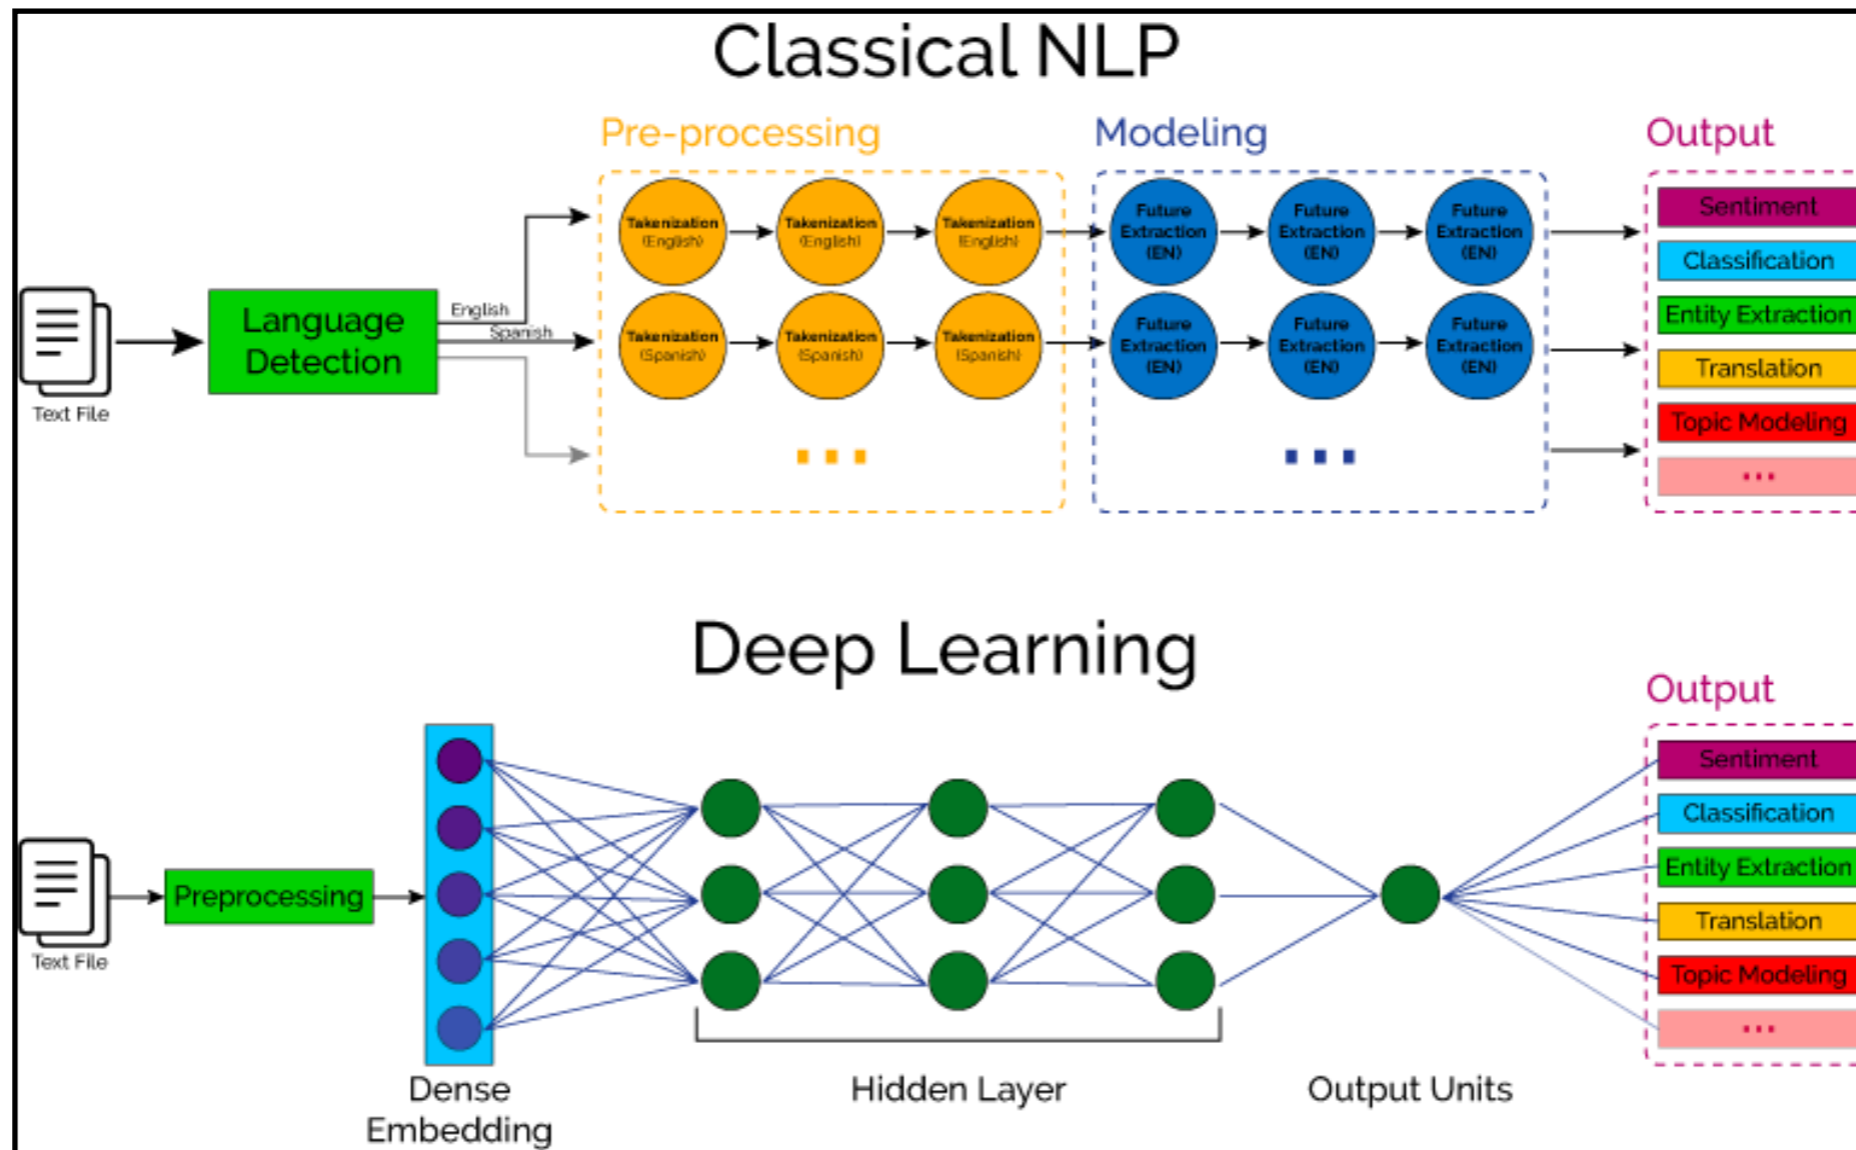 Classical NLP
Pre-processing
Modeling
Output
Text File
Language
Detection
English
Spanish
Takenization
(English)
Takenization
(English)
Takenization
(English)
Future
Extraction
(EN)
Future
Extraction
(EN)
Future
Extraction
(EN)
Takenization
(Spanish)
Takenization
(Spanish)
Takenization
(Spanish)
Future
Extraction
(EN)
Future
Extraction
(EN)
Future
Extraction
(EN)
Sentiment
Classification
Entity Extraction
Translation
Topic Modeling
...
Deep Learning
Output
Text File
Preprocessing
Dense
Embedding
Hidden Layer
Output Units
Sentiment
Classification
Entity Extraction
Translation
Topic Modeling
...